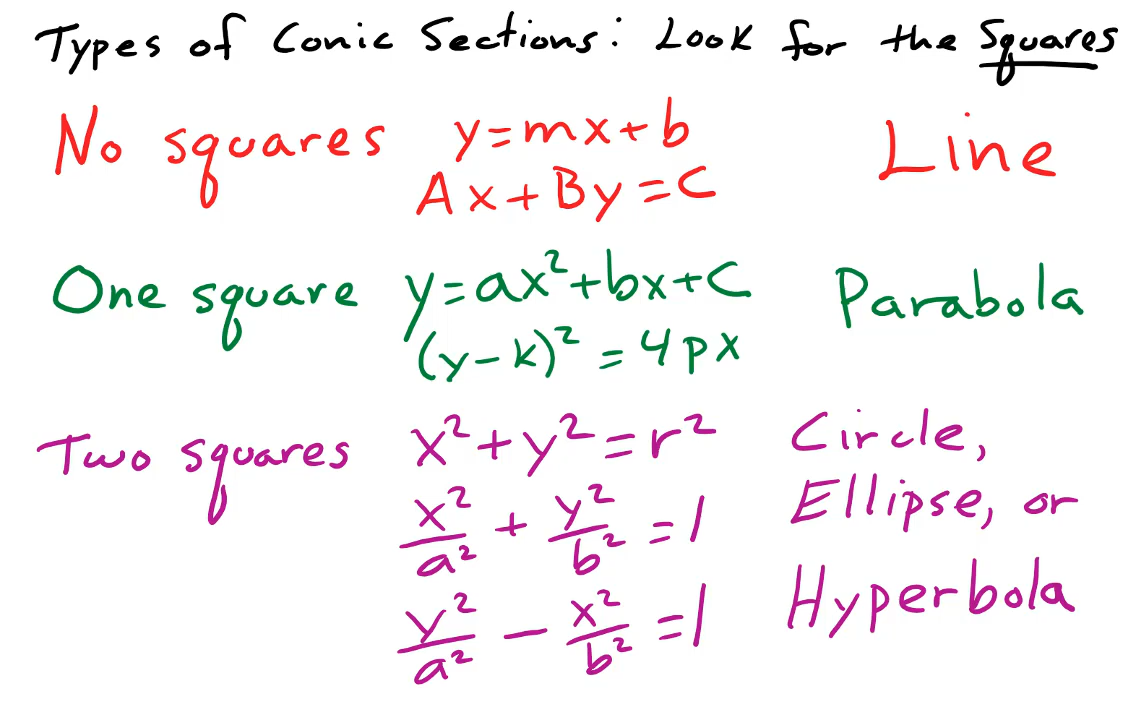 Types of Conic Sections: Look for the Squares
No squares y=mx+b Line
Ax+By=C
One square y=ax²+bx+C Parabola
(y-k)²=4px
Two squares x²+y²=r² Circle,
x²/a² + y²/b² =1 Ellipse, or
y²/a² - x²/b² =1 Hyperbola